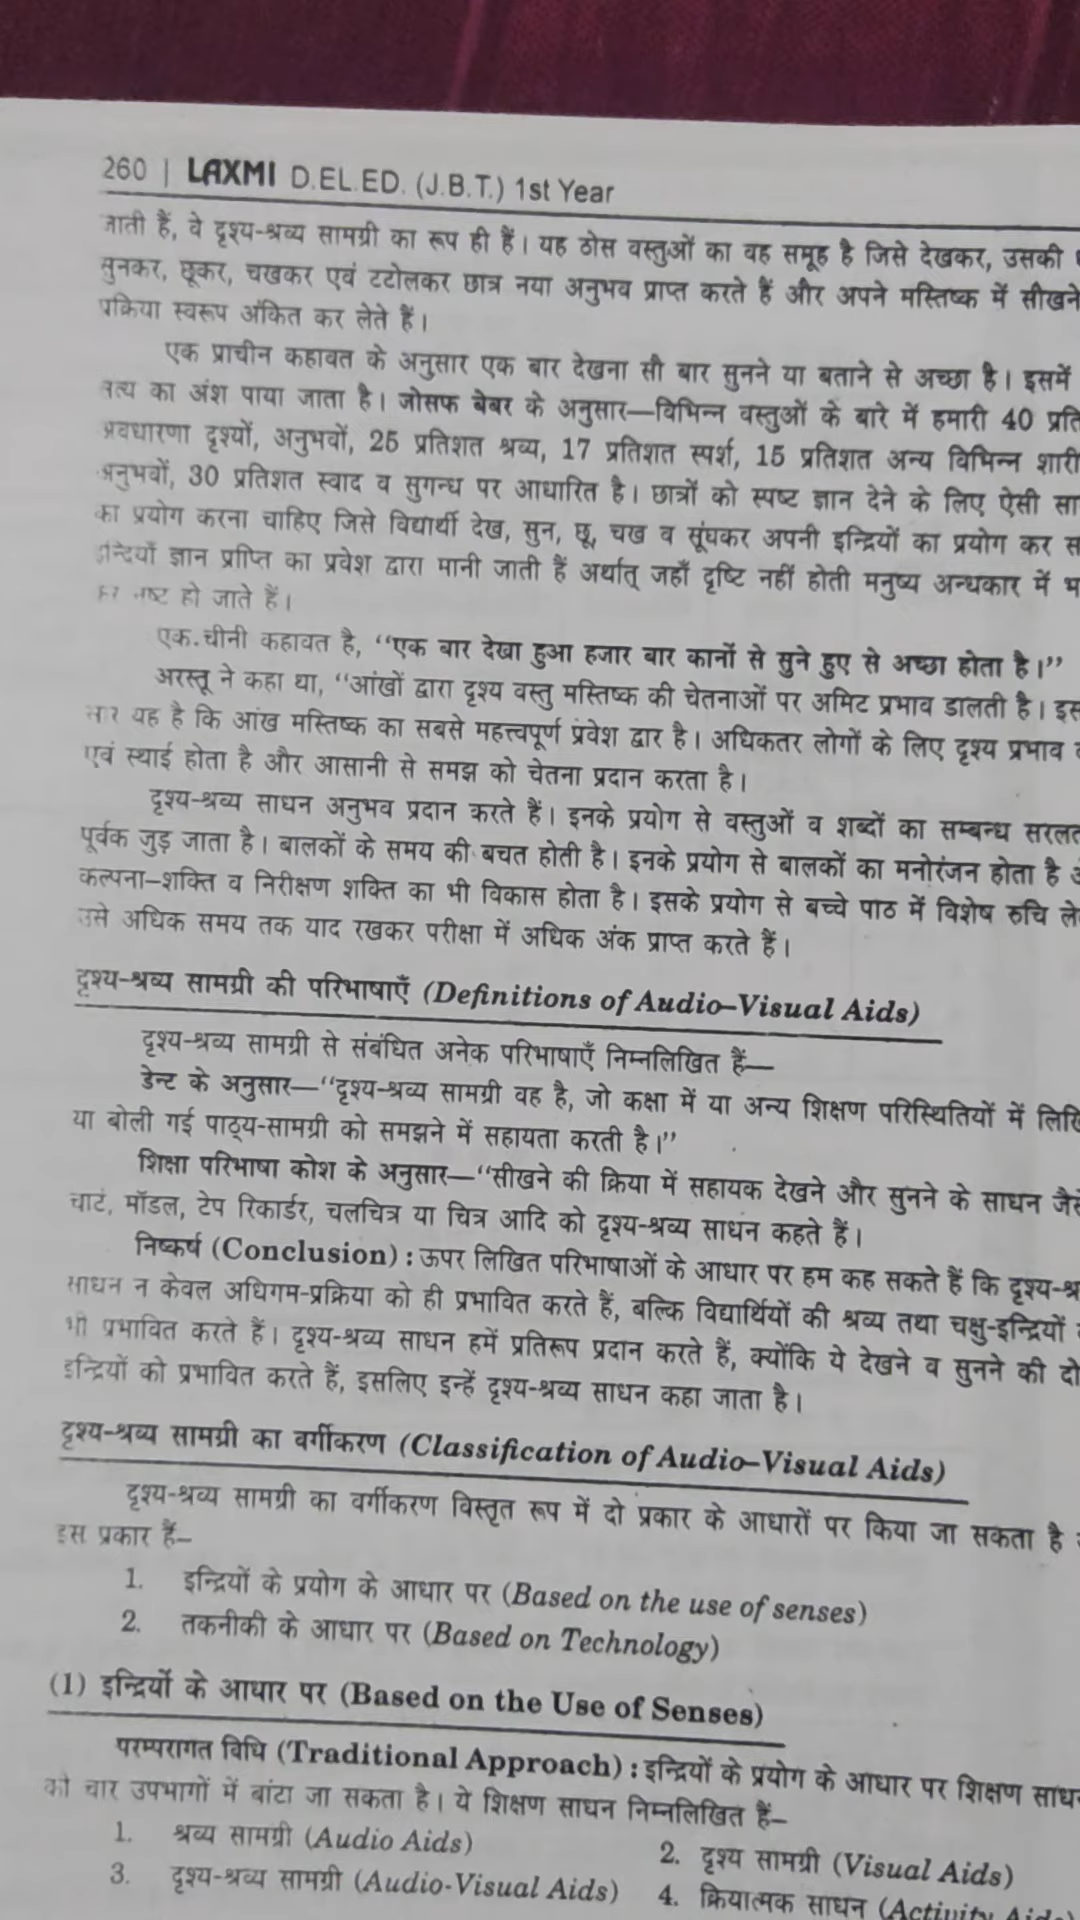 260 | LAXMI D.EL.ED. (J.B.T.) 1st Year
जाती हैं, वे दृश्य-श्रव्य सामग्री का रूप ही हैं। यह ठोस वस्तुओं का वह समूह है जिसे देखकर, उसकी
सुनकर, छूकर, चखकर एवं टटोलकर छात्र नया अनुभव प्राप्त करते हैं और अपने मस्तिष्क में सीखने
प्रक्रिया स्वरूप अंकित कर लेते हैं।
एक प्राचीन कहावत के अनुसार एक बार देखना सौ बार सुनने या बताने से अच्छा है। इसमें
सत्य का अंश पाया जाता है। जोसफ बेबर के अनुसार—विभिन्न वस्तुओं के बारे में हमारी 40 प्रति
अवधारणा दृश्यों, अनुभवों, 25 प्रतिशत श्रव्य, 17 प्रतिशत स्पर्श, 15 प्रतिशत अन्य विभिन्न शारी
अनुभवों, 30 प्रतिशत स्वाद व सुगन्ध पर आधारित है। छात्रों को स्पष्ट ज्ञान देने के लिए ऐसी सा
का प्रयोग करना चाहिए जिसे विद्यार्थी देख, सुन, छू, चख व सूंघकर अपनी इन्द्रियों का प्रयोग कर स
इन्द्रियाँ ज्ञान प्राप्ति का प्रवेश द्वारा मानी जाती हैं अर्थात् जहाँ दृष्टि नहीं होती मनुष्य अन्धकार में भ
नष्ट हो जाते हैं।
एक.चीनी कहावत है, ‘‘एक बार देखा हुआ हजार बार कानों से सुने हुए से अच्छा होता है।’’
अरस्तू ने कहा था, ‘‘आंखों द्वारा दृश्य वस्तु मस्तिष्क की चेतनाओं पर अमिट प्रभाव डालती है। इस
सार यह है कि आंख मस्तिष्क का सबसे महत्त्वपूर्ण प्रंवेश द्वार है। अधिकतर लोगों के लिए दृश्य प्रभाव
एवं स्थाई होता है और आसानी से समझ को चेतना प्रदान करता है।
दृश्य-श्रव्य साधन अनुभव प्रदान करते हैं। इनके प्रयोग से वस्तुओं व शब्दों का सम्बन्ध सरलत
पूर्वक जुड़ जाता है। बालकों के समय की बचत होती है। इनके प्रयोग से बालकों का मनोरंजन होता है
कल्पना—शक्ति व निरीक्षण शक्ति का भी विकास होता है। इसके प्रयोग से बच्चे पाठ में विशेष रुचि ले
उसे अधिक समय तक याद रखकर परीक्षा में अधिक अंक प्राप्त करते हैं।
दृश्य-श्रव्य सामग्री की परिभाषाएँ (Definitions of Audio–Visual Aids)
दृश्य-श्रव्य सामग्री से संबंधित अनेक परिभाषाएँ निम्नलिखित हैं—
डेन्ट के अनुसार—‘‘दृश्य-श्रव्य सामग्री वह है, जो कक्षा में या अन्य शिक्षण परिस्थितियों में लिखि
या बोली गई पाठ्य-सामग्री को समझने में सहायता करती है।’’
शिक्षा परिभाषा कोश के अनुसार—‘‘सीखने की क्रिया में सहायक देखने और सुनने के साधन जैसे
चार्ट, मॉडल, टेप रिकार्डर, चलचित्र या चित्र आदि को दृश्य-श्रव्य साधन कहते हैं।
निष्कर्ष (Conclusion) : ऊपर लिखित परिभाषाओं के आधार पर हम कह सकते हैं कि दृश्य-श्र
साधन न केवल अधिगम-प्रक्रिया को ही प्रभावित करते हैं, बल्कि विद्यार्थियों की श्रव्य तथा चक्षु-इन्द्रियों
भी प्रभावित करते हैं। दृश्य-श्रव्य साधन हमें प्रतिरूप प्रदान करते हैं, क्योंकि ये देखने व सुनने की दो
इन्द्रियों को प्रभावित करते हैं, इसलिए इन्हें दृश्य-श्रव्य साधन कहा जाता है।
दृश्य-श्रव्य सामग्री का वर्गीकरण (Classification of Audio–Visual Aids)
दृश्य-श्रव्य सामग्री का वर्गीकरण विस्तृत रूप में दो प्रकार के आधारों पर किया जा सकता है
इस प्रकार हैं–
1. इन्द्रियों के प्रयोग के आधार पर (Based on the use of senses)
2. तकनीकी के आधार पर (Based on Technology)
(1) इन्द्रियों के आधार पर (Based on the Use of Senses)
परम्परागत विधि (Traditional Approach) : इन्द्रियों के प्रयोग के आधार पर शिक्षण साधन
को चार उपभागों में बांटा जा सकता है। ये शिक्षण साधन निम्नलिखित हैं–
1. श्रव्य सामग्री (Audio Aids) 2. दृश्य सामग्री (Visual Aids)
3. दृश्य-श्रव्य सामग्री (Audio-Visual Aids) 4. क्रियात्मक साधन (Activity Aids)